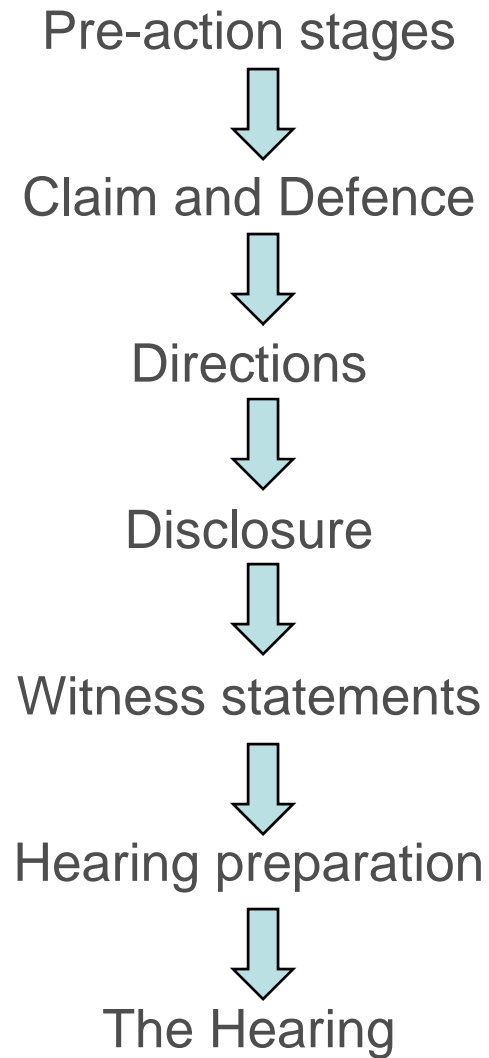 Pre-action stages
Claim and Defence
Directions
Disclosure
Witness statements
Hearing preparation
The Hearing